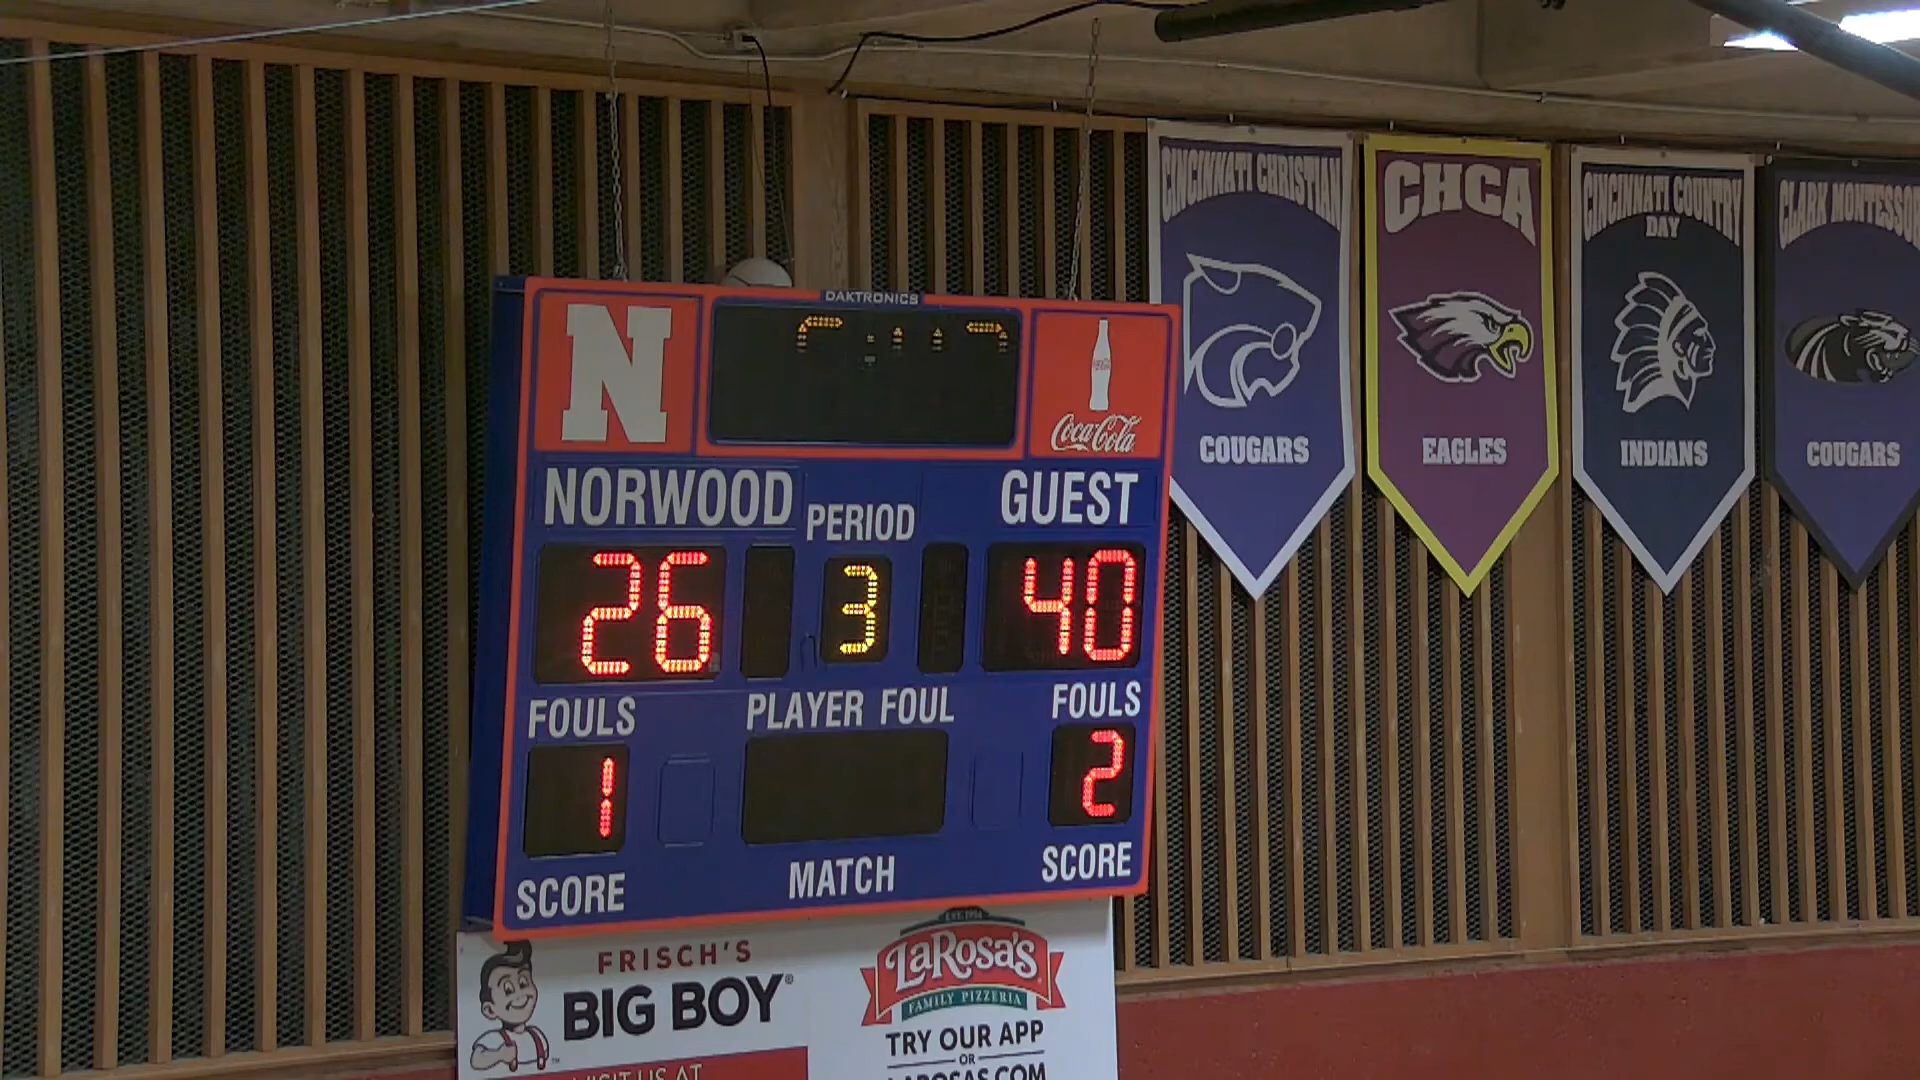 DAKTRONICS
N
Coca-Cola
NORWOOD
PERIOD
GUEST
26
3
40
FOULS
PLAYER FOUL
FOULS
1
2
SCORE
MATCH
SCORE
FRISCH'S
BIG BOY®
VISIT US AT
EST. 1954
LaRosa's
FAMILY PIZZERIA
TRY OUR APP
OR
LAROSAS.COM
CINCINNATI CHRISTIAN
COUGARS
CHCA
EAGLES
CINCINNATI COUNTRY
DAY
INDIANS
CLARK MONTESSORI
COUGARS